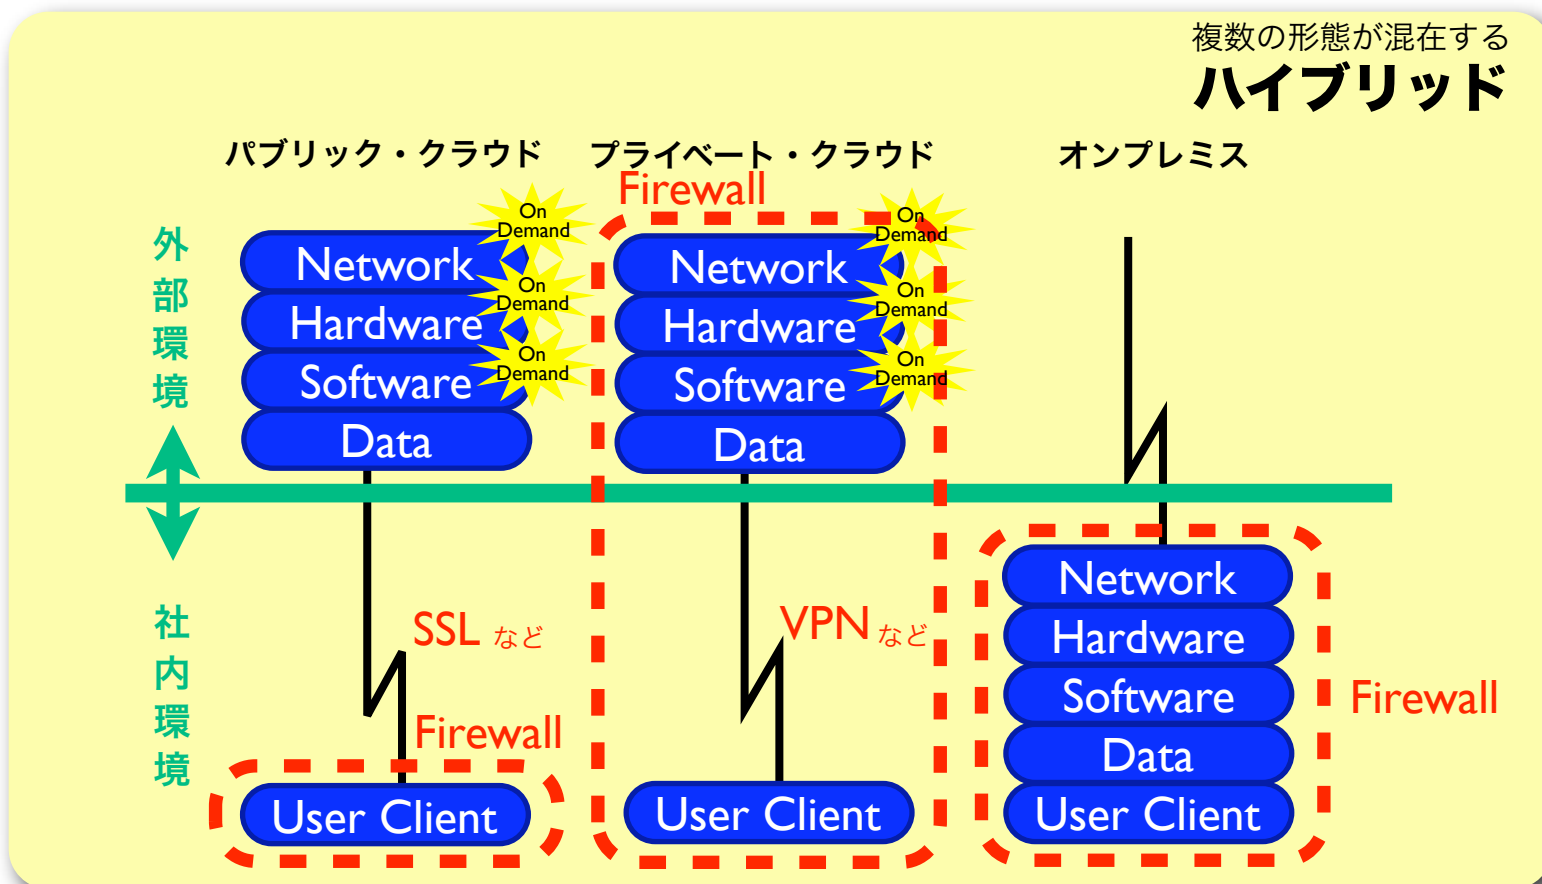 複数の形態が混在する
ハイブリッド
パブリック・クラウド
プライベート・クラウド
オンプレミス
外部環境
社内環境
On
Demand
Network
On
Demand
Hardware
On
Demand
Software
Data
SSL など
Firewall
User Client
Firewall
On
Demand
Network
On
Demand
Hardware
On
Demand
Software
Data
VPN など
User Client
Network
Hardware
Software
Data
User Client
Firewall